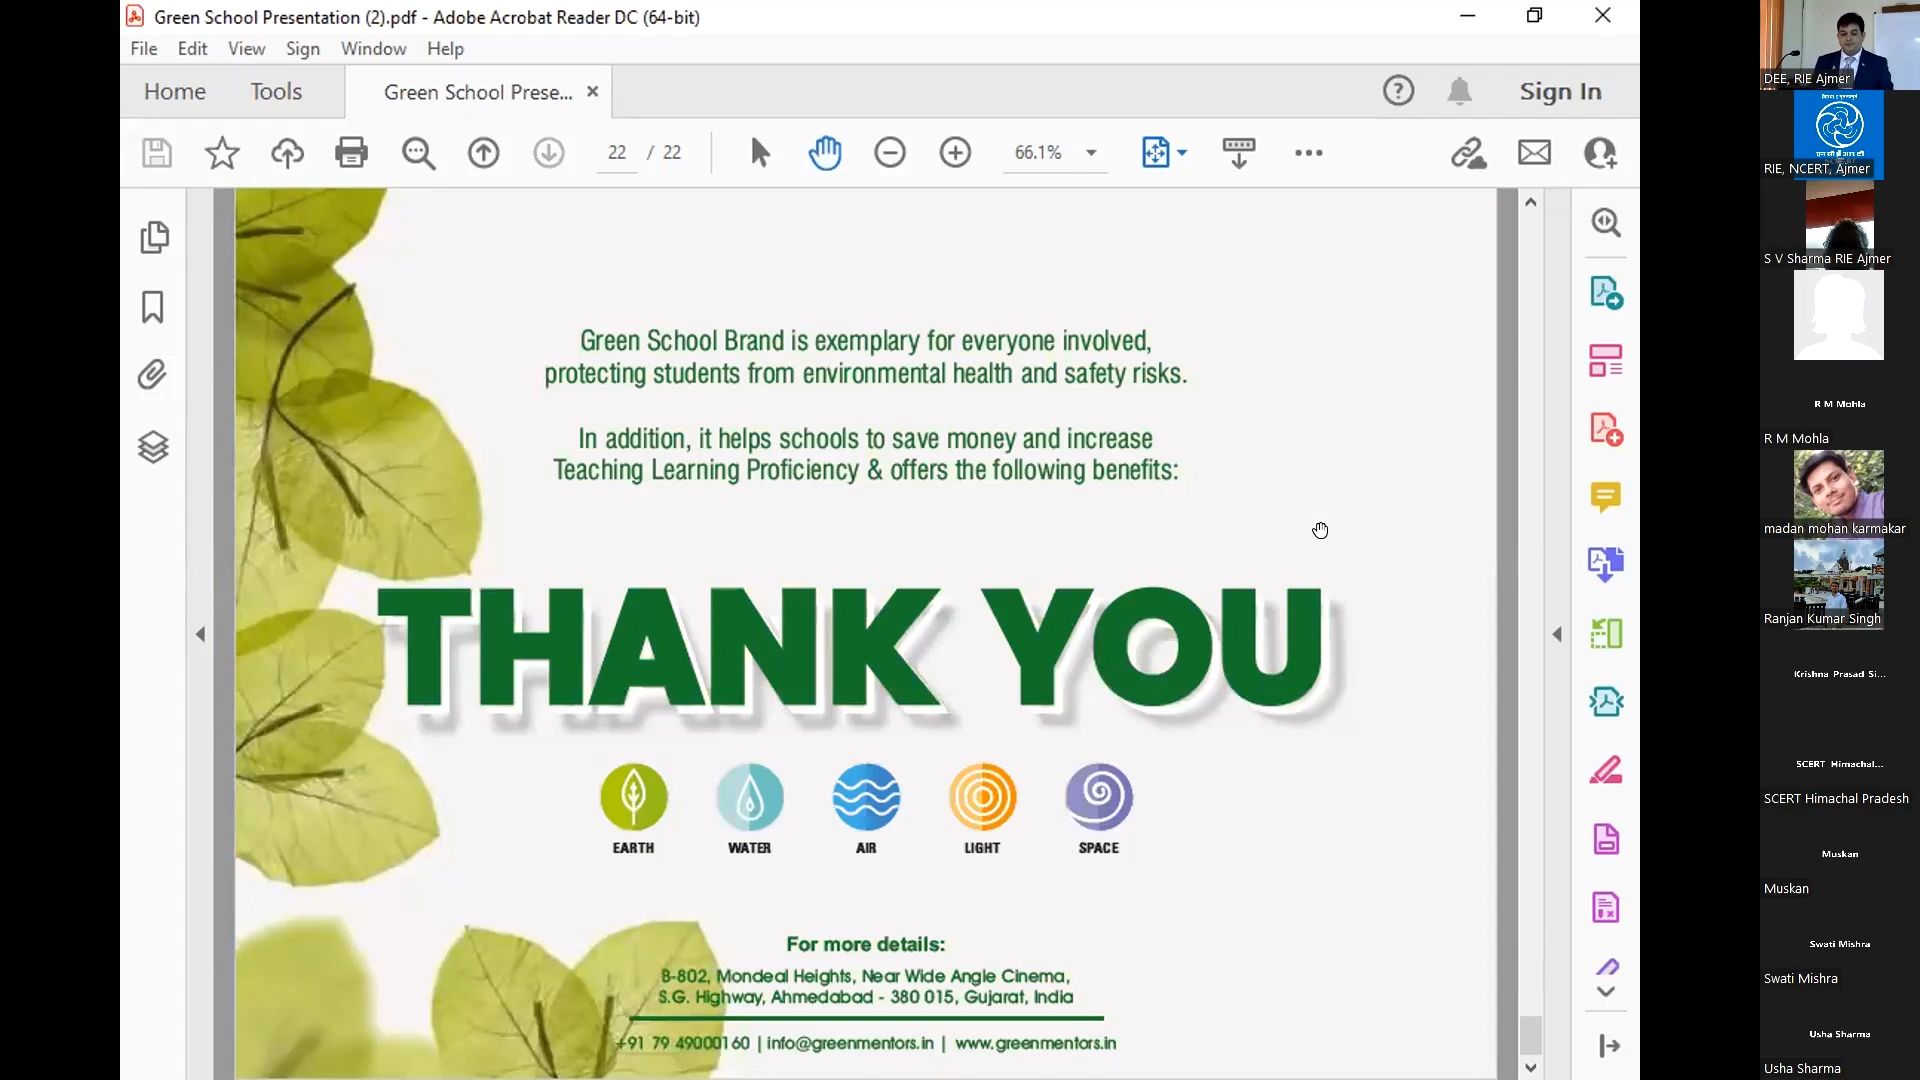 Green School Presentation (2).pdf - Adobe Acrobat Reader DC (64-bit)
File Edit View Sign Window Help
Home Tools Green School Prese... Sign In
22 / 22 66.1%
Green School Brand is exemplary for everyone involved,
protecting students from environmental health and safety risks.
In addition, it helps schools to save money and increase
Teaching Learning Proficiency & offers the following benefits:
THANK YOU
EARTH WATER AIR LIGHT SPACE
For more details:
B-802, Mondeal Heights, Near Wide Angle Cinema,
S.G. Highway, Ahmedabad - 380 015, Gujarat, India
+91 79 49000160 | info@greenmentors.in | www.greenmentors.in
DEE, RIE Ajmer
RIE, NCERT, Ajmer
S V Sharma RIE Ajmer
R M Mohla
R M Mohla
madan mohan karmakar
Ranjan Kumar Singh
Krishna Prasad Si...
SCERT Himachal...
SCERT Himachal Pradesh
Muskan
Muskan
Swati Mishra
Swati Mishra
Usha Sharma
Usha Sharma